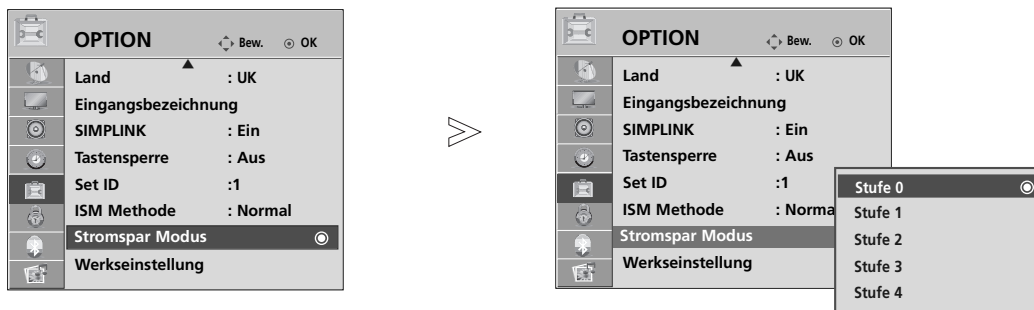 OPTION Bew. OK
Land : UK
Eingangsbezeichnung
SIMPLINK : Ein
Tastensperre : Aus
Set ID :1
ISM Methode : Normal
Stromspar Modus
Werkseinstellung
OPTION Bew. OK
Land : UK
Eingangsbezeichnung
SIMPLINK : Ein
Tastensperre : Aus
Set ID :1
ISM Methode : Norma
Stromspar Modus
Werkseinstellung
Stufe 0
Stufe 1
Stufe 2
Stufe 3
Stufe 4